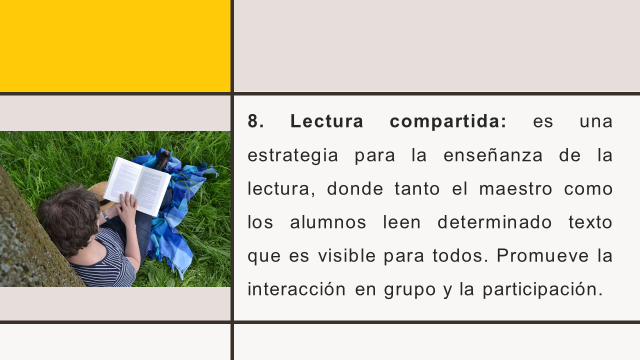 8. Lectura compartida: es una
estrategia para la enseñanza de la
lectura, donde tanto el maestro como
los alumnos leen determinado texto
que es visible para todos. Promueve la
interacción en grupo y la participación.